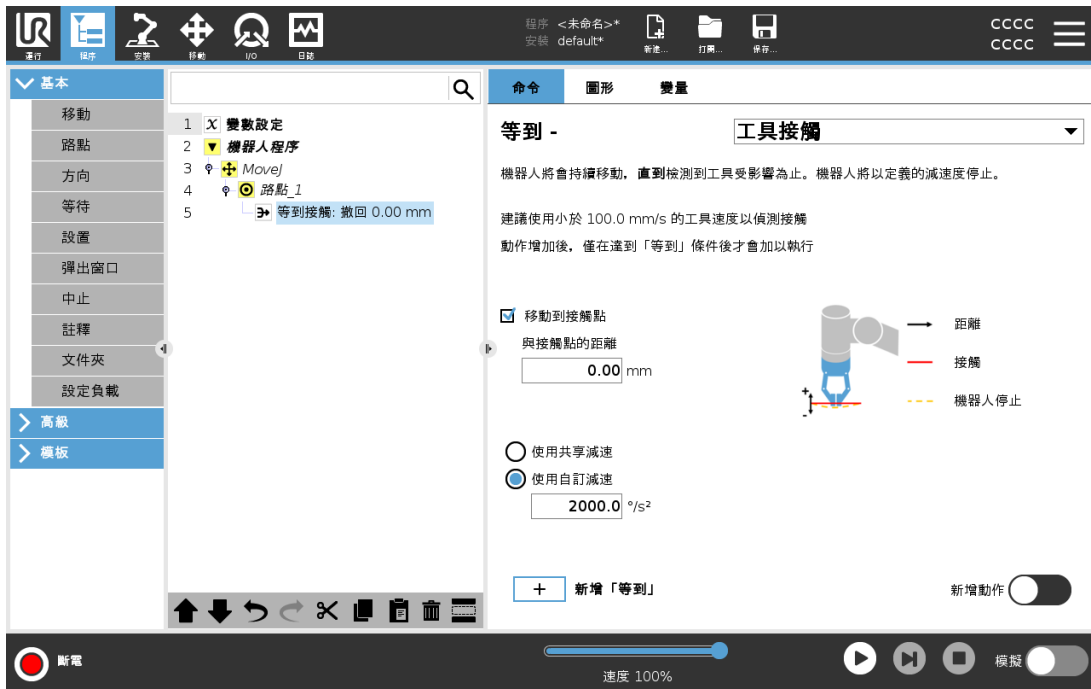 UR
運行
程序
安裝
移動
I/O
日誌
程序 <未命名>*
安裝 default*
新建...
打開...
保存...
CCCC
CCCC
基本
移動
路點
方向
等待
設置
彈出窗口
中止
註釋
文件夾
設定負載
高級
模板
1 X 變數設定
2 機器人程序
3 MoveJ
4 路點_1
5 等到接觸: 撤回 0.00 mm
命令 圖形 變量
等到 - 工具接觸
機器人將會持續移動，直到檢測到工具受影響為止。機器人將以定義的減速度停止。
建議使用小於 100.0 mm/s 的工具速度以偵測接觸
動作增加後，僅在達到「等到」條件後才會加以執行
移動到接觸點
與接觸點的距離
0.00 mm
+
-
距離
接觸
機器人停止
使用共享減速
使用自訂減速
2000.0 °/s²
+ 新增「等到」
新增動作
斷電
速度 100%
模擬